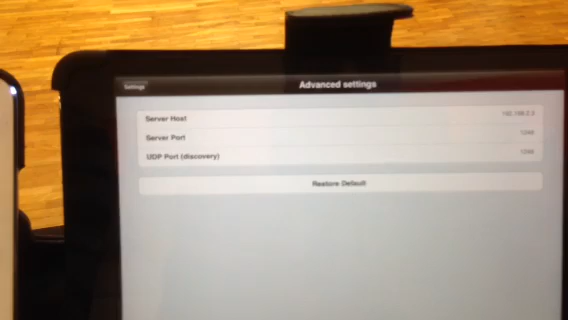 Settings
Advanced settings
Server Host
Server Port
UDP Port (discovery)
Restore Default